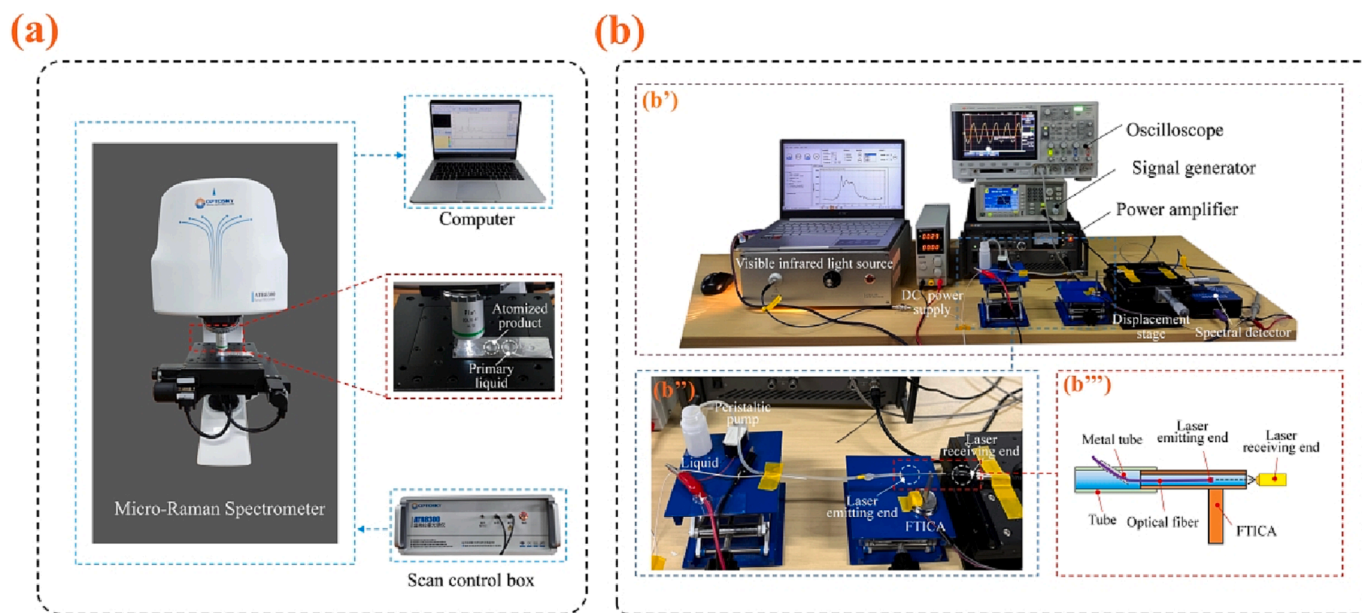 (a)
(b)
Computer
Atomized
product
Primary
liquid
Micro-Raman Spectrometer
Scan control box
(b')
Oscilloscope
Signal generator
Power amplifier
Visible infrared light source
DC power
supply
Displacement
stage
Spectral detector
(b'')
Peristaltic
pump
Liquid
Laser
receiving end
Laser
emitting end
FTICA
(b''')
Metal tube
Laser
emitting end
Laser
receiving end
Tube
Optical fiber
FTICA